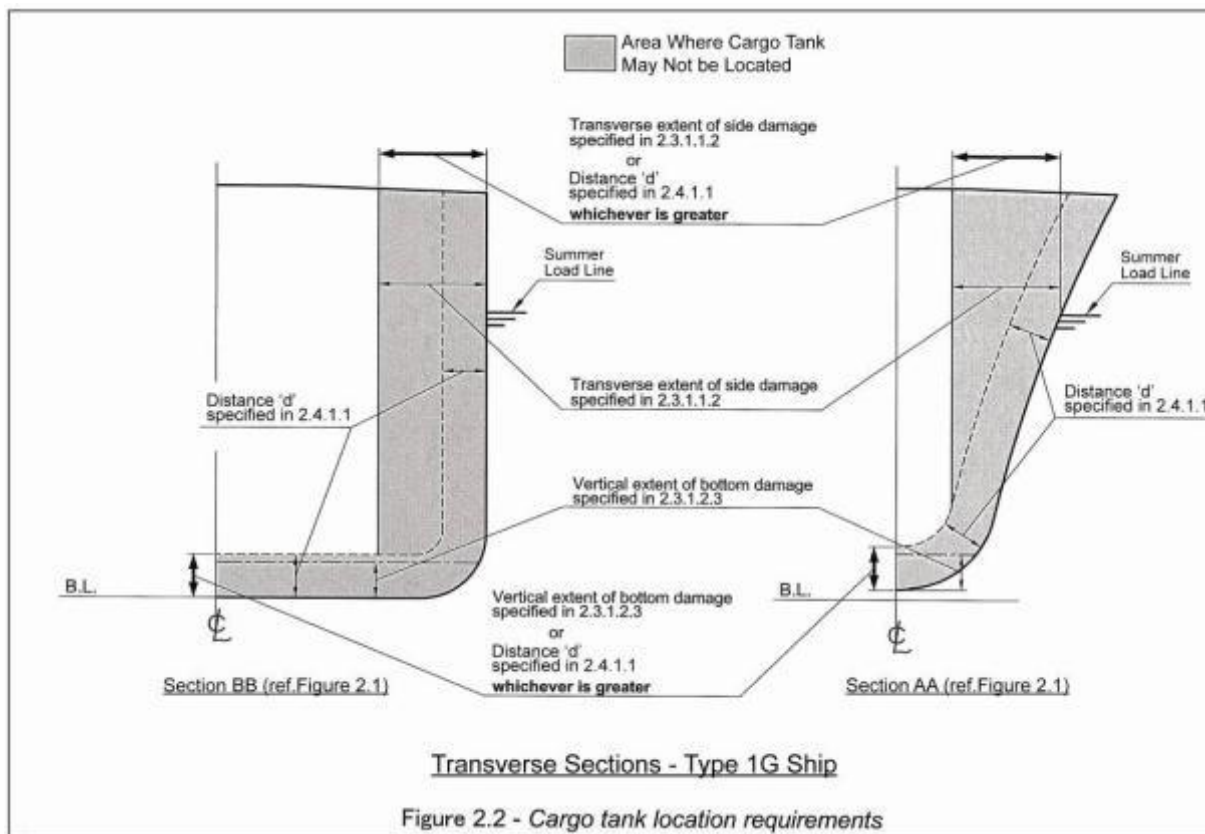 Area Where Cargo Tank
May Not be Located
Transverse extent of side damage
specified in 2.3.1.1.2
or
Distance ‘d’
specified in 2.4.1.1
whichever is greater
Summer
Load Line
Summer
Load Line
Transverse extent of side damage
specified in 2.3.1.1.2
Distance ‘d’
specified in 2.4.1.1
Distance ‘d’
specified in 2.4.1.1
Vertical extent of bottom damage
specified in 2.3.1.2.3
B.L.
B.L.
Vertical extent of bottom damage
specified in 2.3.1.2.3
or
Distance ‘d’
specified in 2.4.1.1
whichever is greater
℄
℄
Section BB (ref.Figure 2.1)
Section AA (ref.Figure 2.1)
Transverse Sections - Type 1G Ship
Figure 2.2 - Cargo tank location requirements